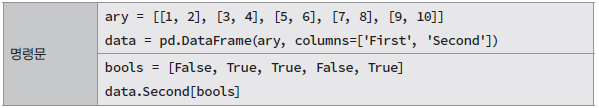 명령문
ary = [[1, 2], [3, 4], [5, 6], [7, 8], [9, 10]]
data = pd.DataFrame(ary, columns=['First', 'Second'])
bools = [False, True, True, False, True]
data.Second[bools]